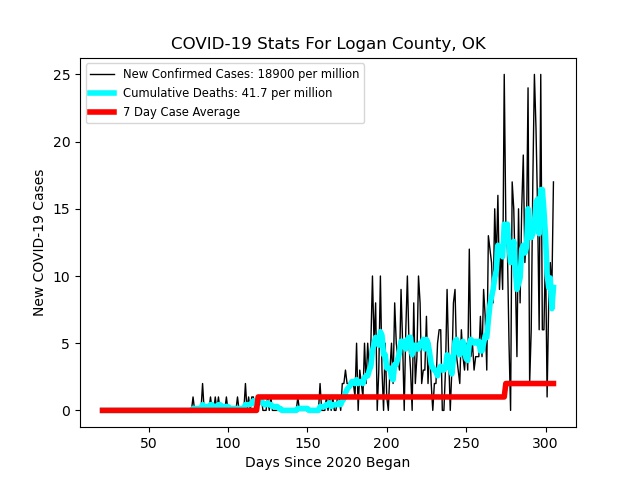 COVID-19 Stats For Logan County, OK
New Confirmed Cases: 18900 per million
Cumulative Deaths: 41.7 per million
7 Day Case Average
25
20
15
10
5
0
New COVID-19 Cases
50 100 150 200 250 300
Days Since 2020 Began